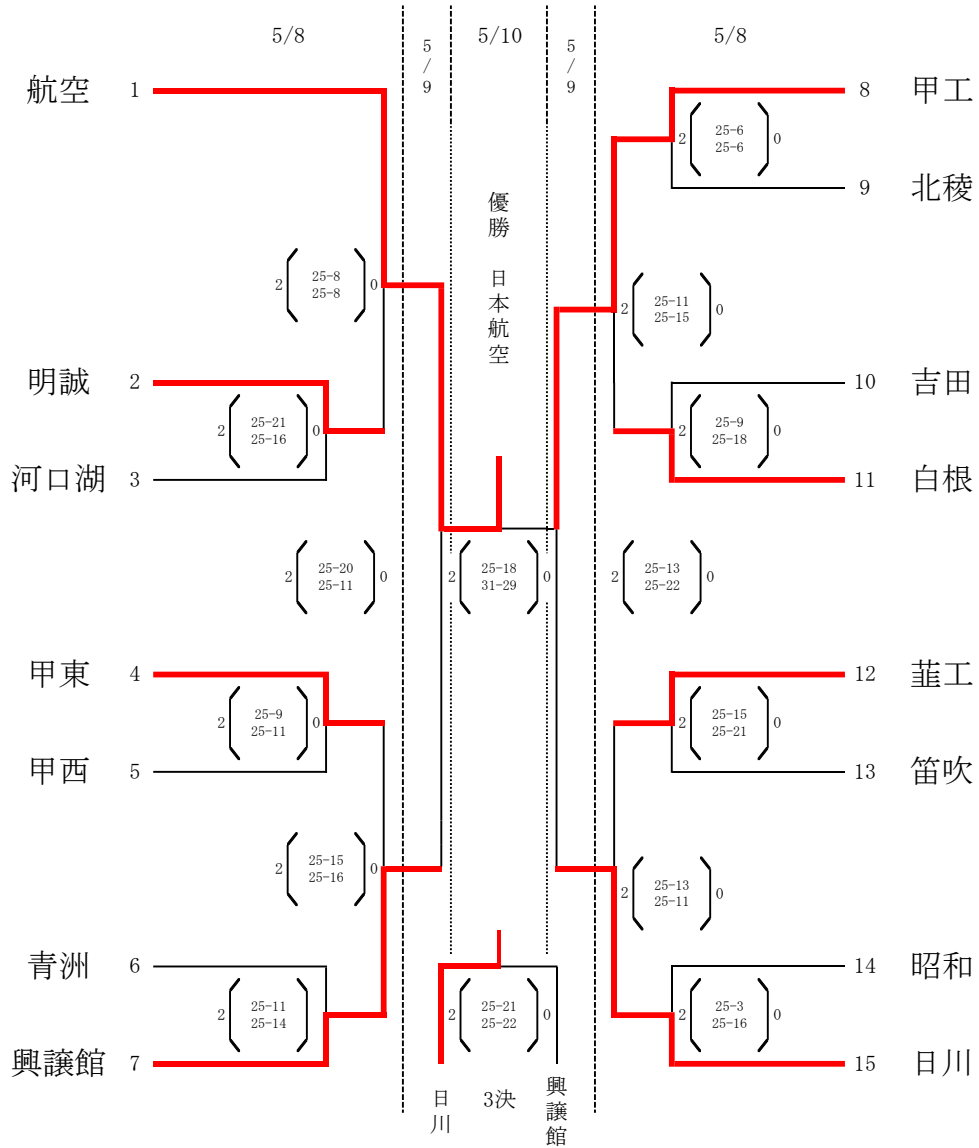 5/8
5/9
5/10
5/9
5/8
航空 1
8 甲工
2 25-6 0
25-6
9 北稜
優勝 日本航空
2 25-8 0
25-8
2 25-11 0
25-15
明誠 2
10 吉田
2 25-21 0
25-16
2 25-9 0
25-18
河口湖 3
11 白根
2 25-20 0
25-11
2 25-18 0
31-29
2 25-13 0
25-22
甲東 4
12 韮工
2 25-9 0
25-11
2 25-15 0
25-21
甲西 5
13 笛吹
2 25-15 0
25-16
2 25-13 0
25-11
青洲 6
14 昭和
2 25-11 0
25-14
2 25-21 0
25-22
2 25-3 0
25-16
興譲館 7
15 日川
日川
3決
興譲館